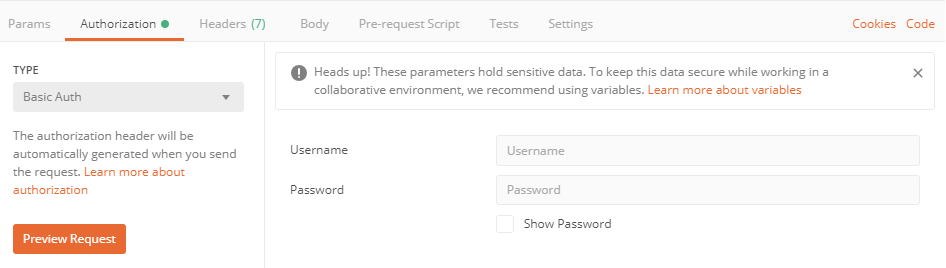 Params Authorization Headers (7) Body Pre-request Script Tests Settings Cookies Code
TYPE
Basic Auth
The authorization header will be
automatically generated when you send
the request. Learn more about
authorization
Preview Request
Heads up! These parameters hold sensitive data. To keep this data secure while working in a
collaborative environment, we recommend using variables. Learn more about variables
Username Username
Password Password
Show Password